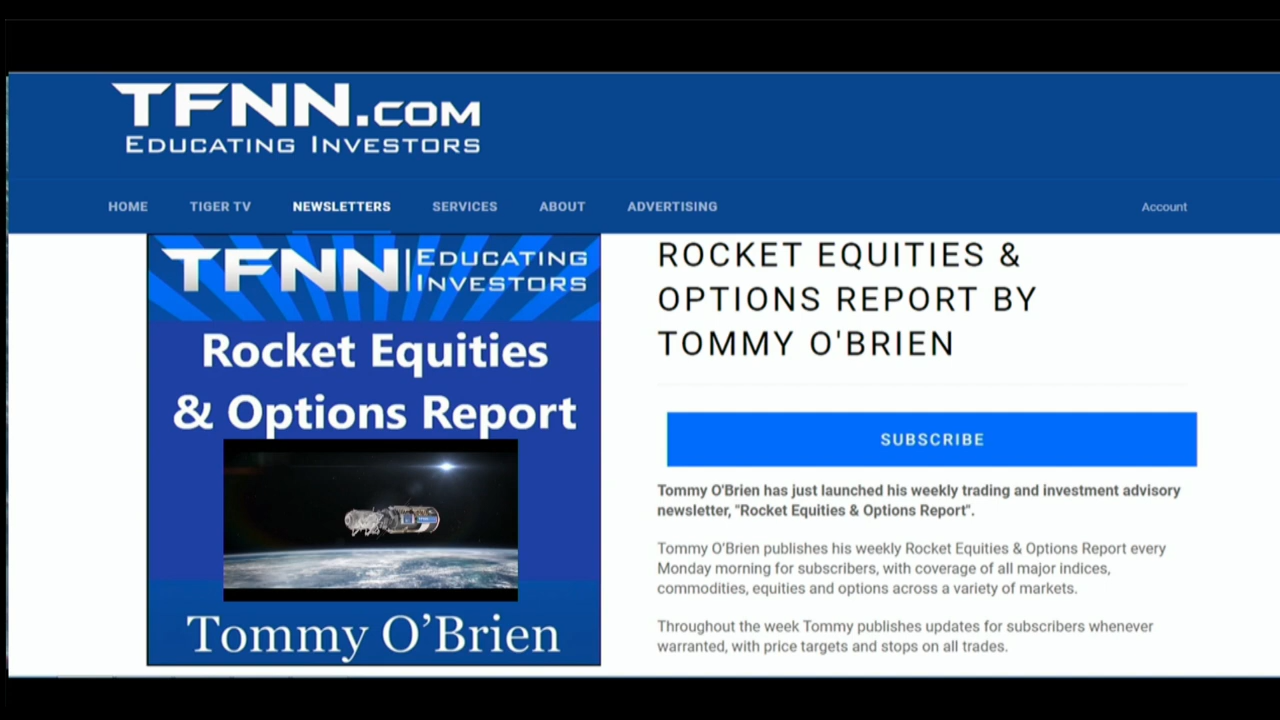 TFNN.COM
EDUCATING INVESTORS
HOME TIGER TV NEWSLETTERS SERVICES ABOUT ADVERTISING Account
TFNN EDUCATING
INVESTORS
Rocket Equities
& Options Report
Tommy O’Brien
ROCKET EQUITIES &
OPTIONS REPORT BY
TOMMY O'BRIEN
SUBSCRIBE
Tommy O'Brien has just launched his weekly trading and investment advisory
newsletter, "Rocket Equities & Options Report".
Tommy O’Brien publishes his weekly Rocket Equities & Options Report every
Monday morning for subscribers, with coverage of all major indices,
commodities, equities and options across a variety of markets.
Throughout the week Tommy publishes updates for subscribers whenever
warranted, with price targets and stops on all trades.